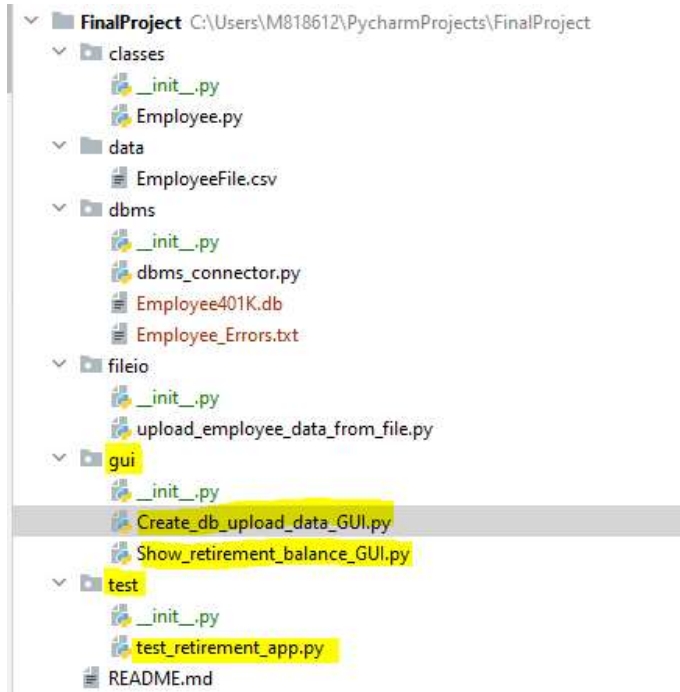 FinalProject C:\Users\M818612\PycharmProjects\FinalProject
classes
__init__.py
Employee.py
data
EmployeeFile.csv
dbms
__init__.py
dbms_connector.py
Employee401K.db
Employee_Errors.txt
fileio
__init__.py
upload_employee_data_from_file.py
gui
__init__.py
Create_db_upload_data_GUI.py
Show_retirement_balance_GUI.py
test
__init__.py
test_retirement_app.py
README.md